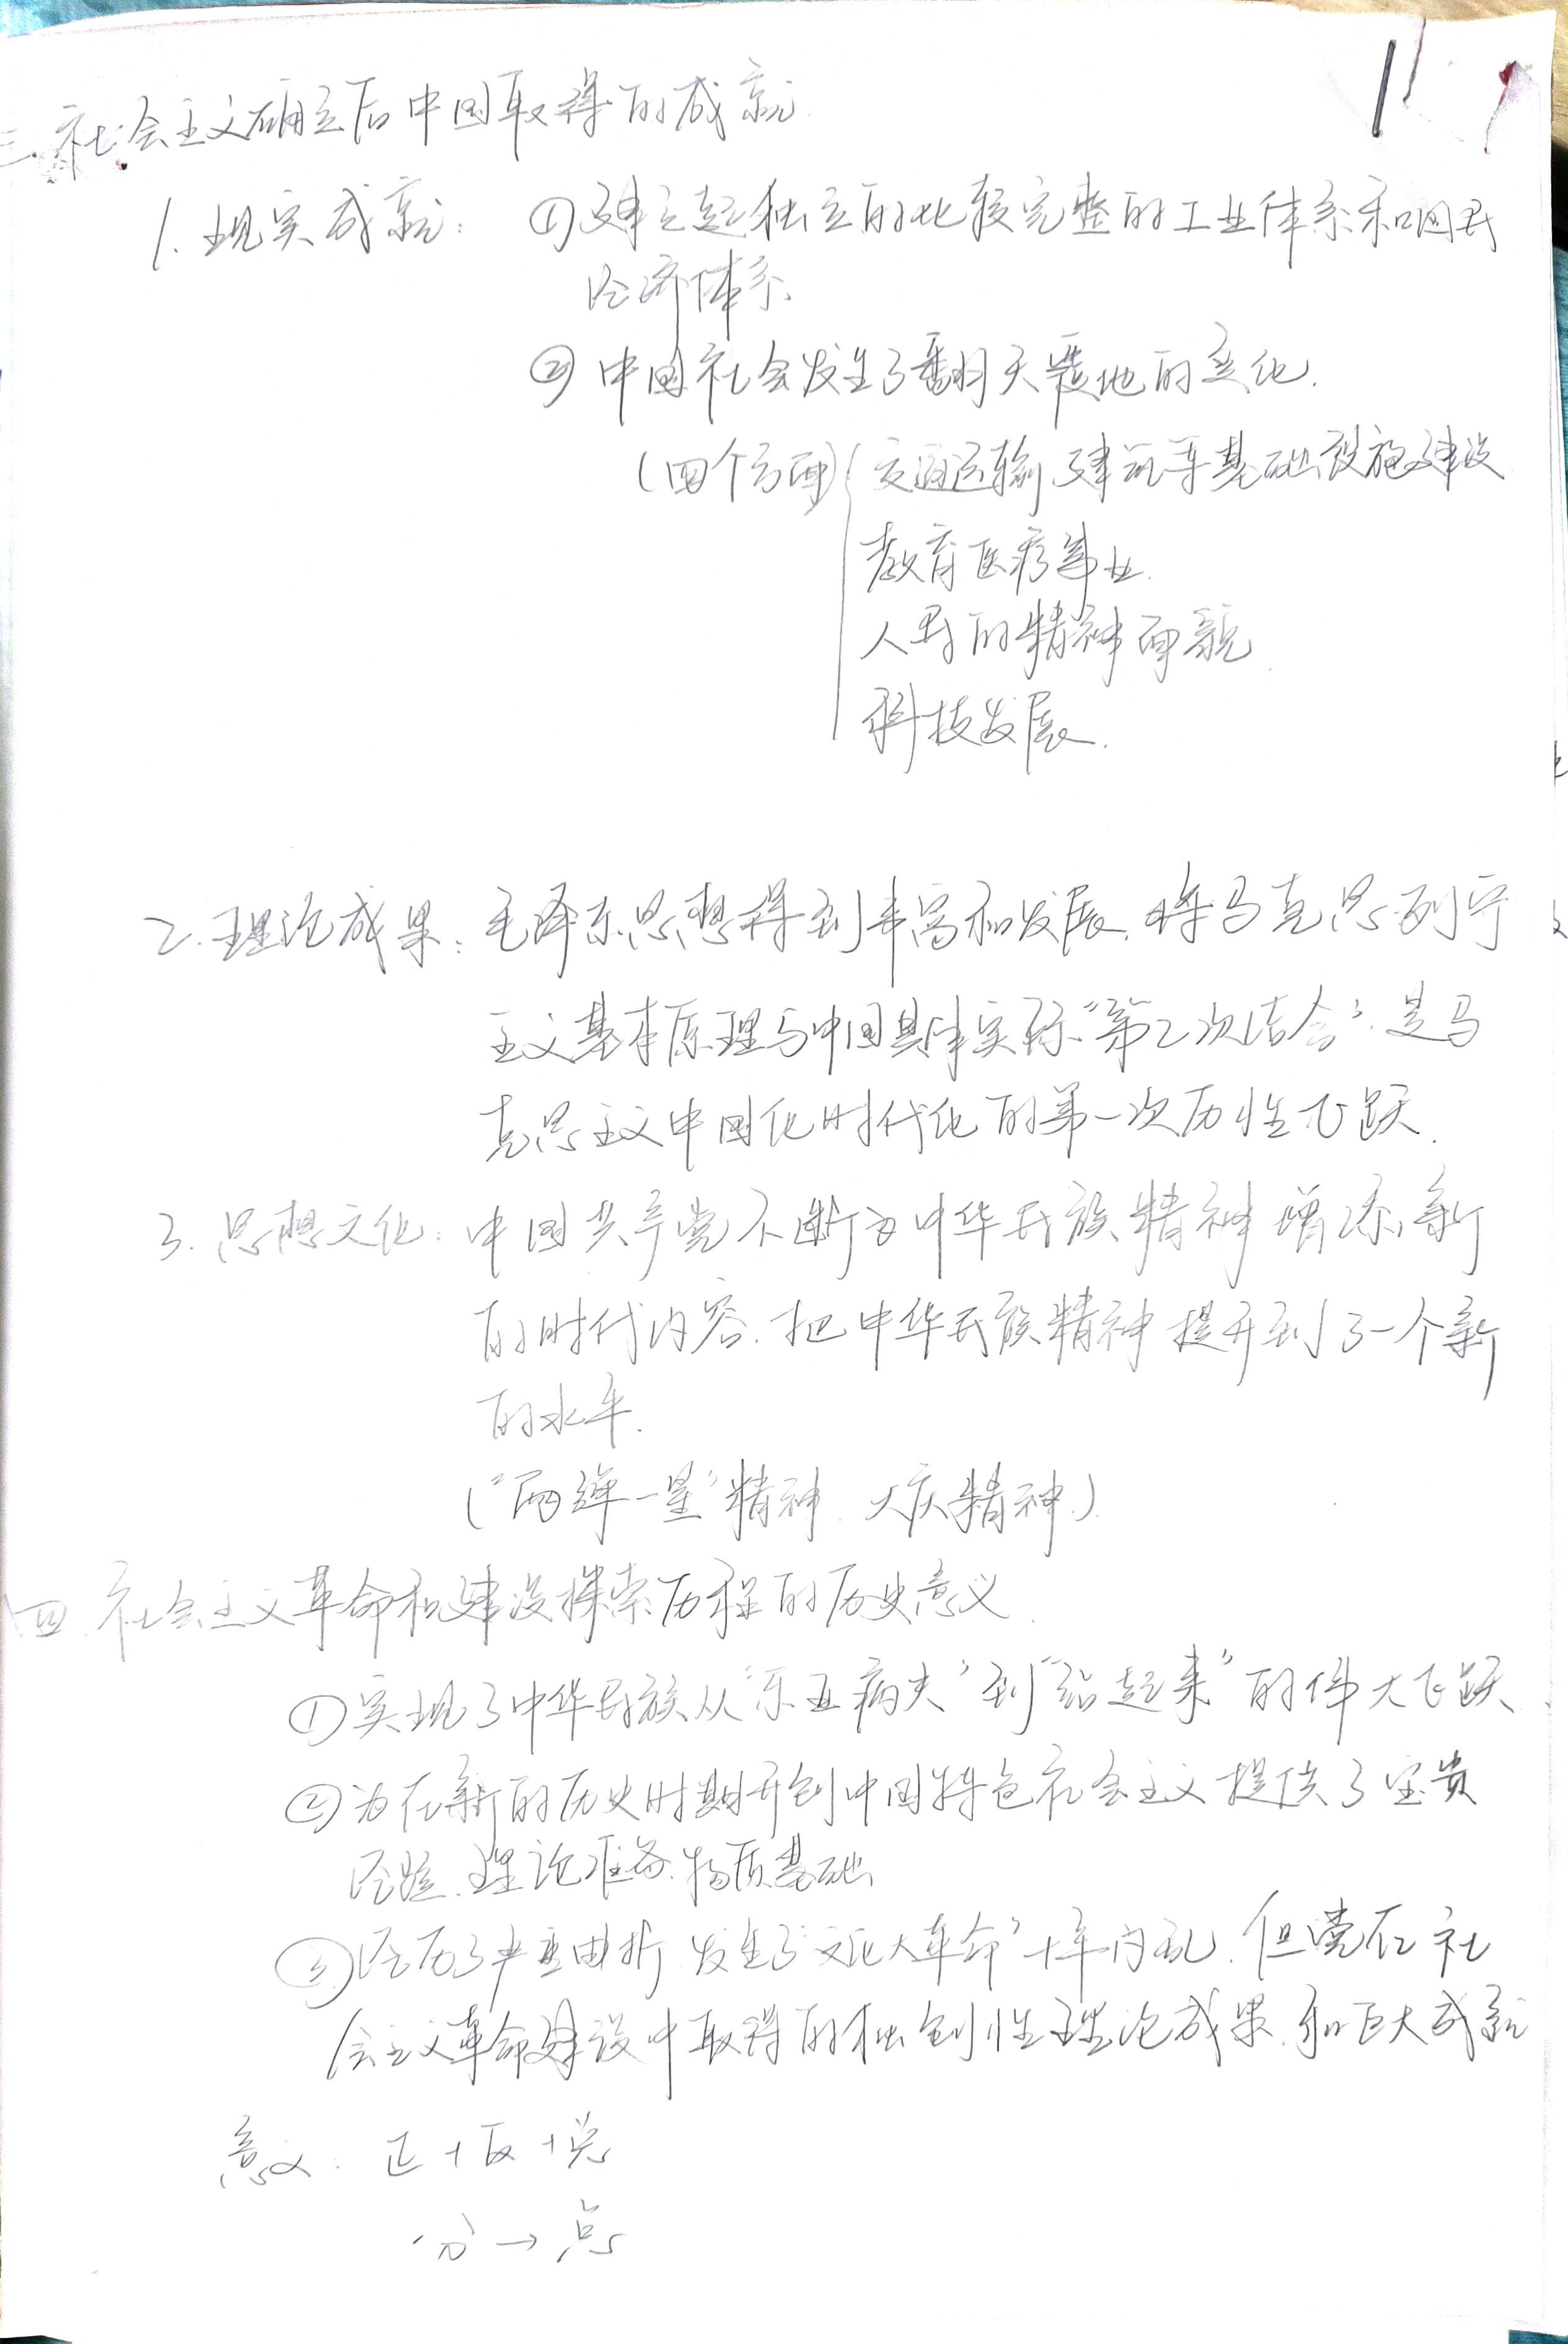 三.社会主义确立后中国取得的成就
1.现实成就: ①建立起独立的比较完整的工业体系和国民
经济体系.
②中国社会发生了翻天覆地的变化.
(四个方面){交通运输.建筑等基础设施建设
教育医疗事业.
人民的精神面貌.
科技发展.
2.理论成果:毛泽东思想得到丰富和发展.将马克思列宁
主义基本原理与中国具体实际"第二次结合".是马
克思主义中国化时代化的第一次历性飞跃.
3.思想文化:中国共产党不断为中华民族精神增添新
的时代内容.把中华民族精神提升到了一个新
的水平.
("两弹一星"精神.大庆精神.)
四.社会主义革命和建设探索历程的历史意义.
①实现了中华民族从"东亚病夫"到"站起来"的伟大飞跃.
②为在新的历史时期开创中国特色社会主义提供了宝贵
经验.理论准备.物质基础
③经历了严重曲折.发生了"文化大革命"十年内乱.但党在社
会主义革命建设中取得的独创性理论成果.和巨大成就
意义: 正+反+总
分→总